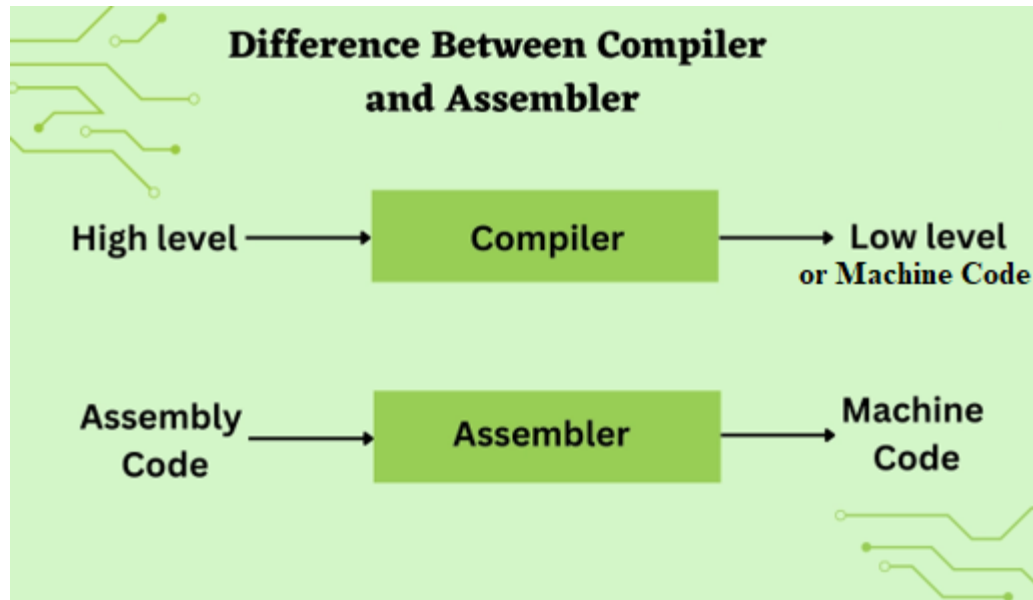 Difference Between Compiler
and Assembler
High level
Compiler
Low level
or Machine Code
Assembly
Code
Assembler
Machine
Code